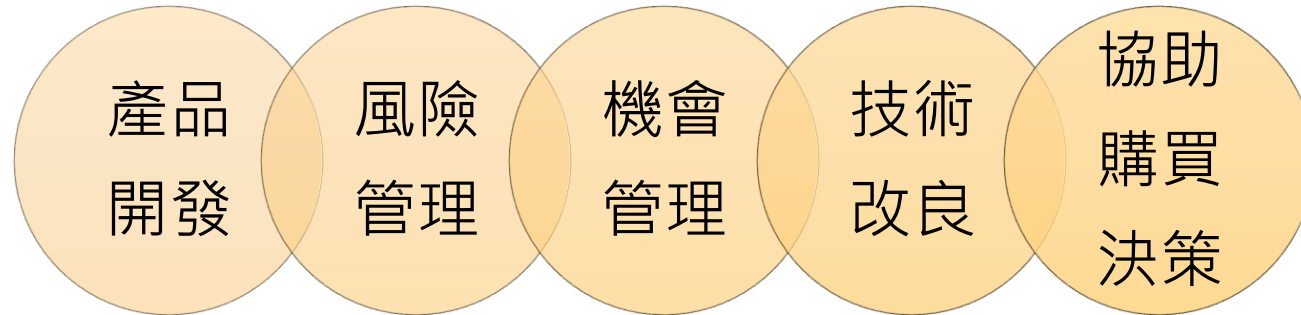 產品
開發
風險
管理
機會
管理
技術
改良
協助
購買
決策